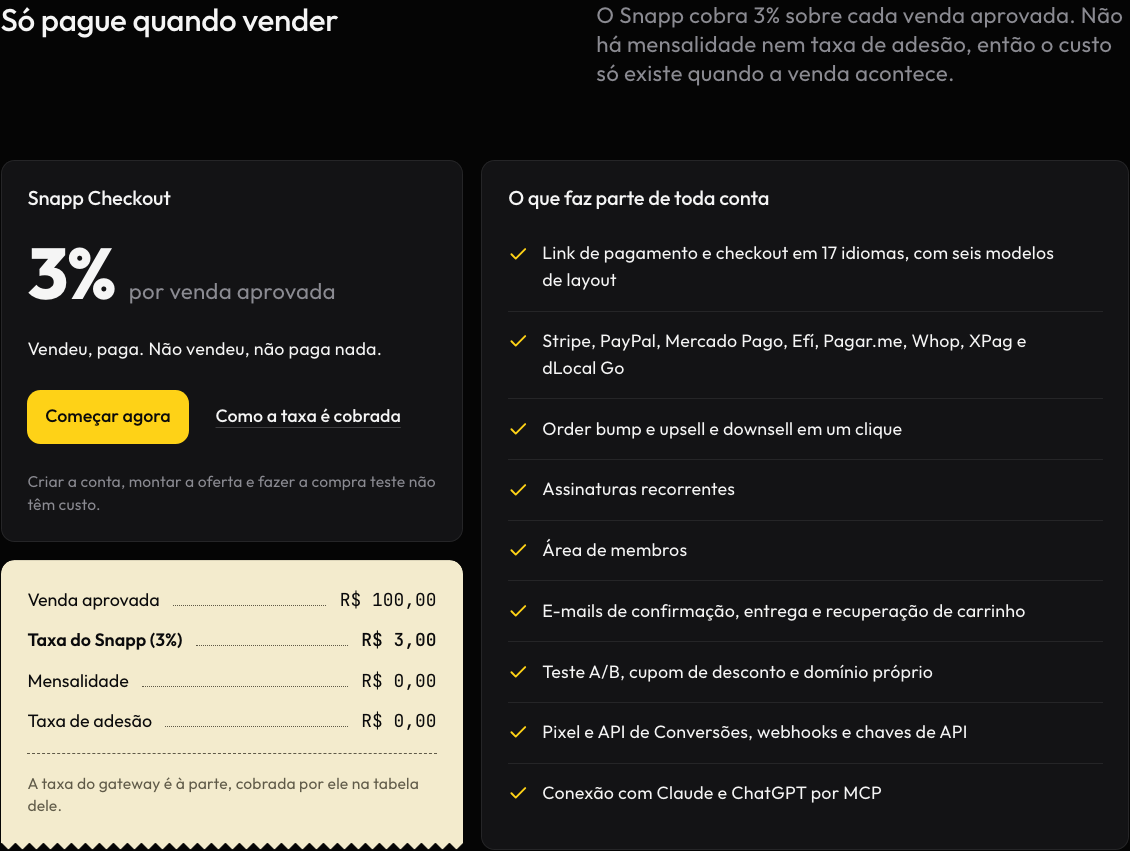 Só pague quando vender
O Snapp cobra 3% sobre cada venda aprovada. Não
há mensalidade nem taxa de adesão, então o custo
só existe quando a venda acontece.
Snapp Checkout
3% por venda aprovada
Vendeu, paga. Não vendeu, não paga nada.
Começar agora
Como a taxa é cobrada
Criar a conta, montar a oferta e fazer a compra teste não
têm custo.
Venda aprovada R$ 100,00
Taxa do Snapp (3%) R$ 3,00
Mensalidade R$ 0,00
Taxa de adesão R$ 0,00
A taxa do gateway é à parte, cobrada por ele na tabela
dele.
O que faz parte de toda conta
Link de pagamento e checkout em 17 idiomas, com seis modelos
de layout
Stripe, PayPal, Mercado Pago, Efí, Pagar.me, Whop, XPag e
dLocal Go
Order bump e upsell e downsell em um clique
Assinaturas recorrentes
Área de membros
E-mails de confirmação, entrega e recuperação de carrinho
Teste A/B, cupom de desconto e domínio próprio
Pixel e API de Conversões, webhooks e chaves de API
Conexão com Claude e ChatGPT por MCP